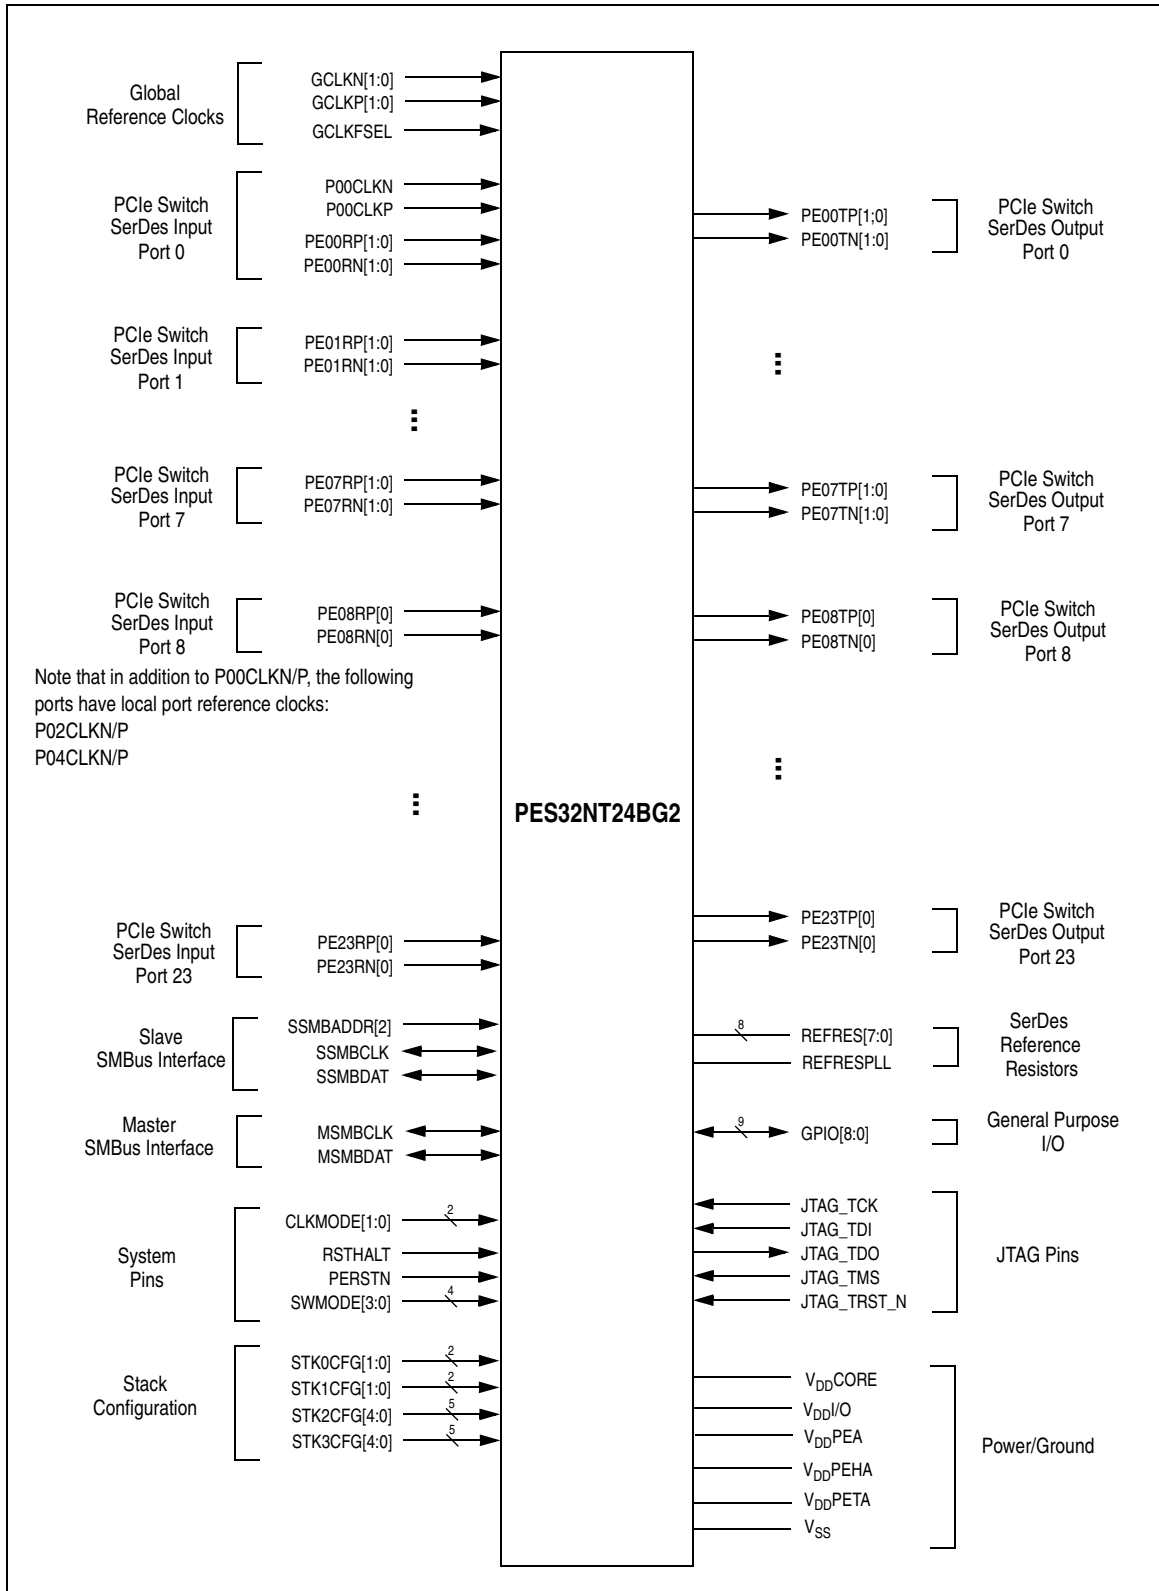 Global
Reference Clocks
GCLKN[1:0]
GCLKP[1:0]
GCLKFSEL
PCIe Switch
SerDes Input
Port 0
P00CLKN
P00CLKP
PE00RP[1:0]
PE00RN[1:0]
PE00TP[1;0]
PE00TN[1:0]
PCIe Switch
SerDes Output
Port 0
PCIe Switch
SerDes Input
Port 1
PE01RP[1:0]
PE01RN[1:0]
PCIe Switch
SerDes Input
Port 7
PE07RP[1:0]
PE07RN[1:0]
PE07TP[1:0]
PE07TN[1:0]
PCIe Switch
SerDes Output
Port 7
PCIe Switch
SerDes Input
Port 8
PE08RP[0]
PE08RN[0]
PE08TP[0]
PE08TN[0]
PCIe Switch
SerDes Output
Port 8
Note that in addition to P00CLKN/P, the following
ports have local port reference clocks:
P02CLKN/P
P04CLKN/P
PES32NT24BG2
PCIe Switch
SerDes Input
Port 23
PE23RP[0]
PE23RN[0]
PE23TP[0]
PE23TN[0]
PCIe Switch
SerDes Output
Port 23
Slave
SMBus Interface
SSMBADDR[2]
SSMBCLK
SSMBDAT
8
REFRES[7:0]
REFRESPLL
SerDes
Reference
Resistors
Master
SMBus Interface
MSMBCLK
MSMBDAT
9
GPIO[8:0]
General Purpose
I/O
System
Pins
CLKMODE[1:0]
2
RSTHALT
PERSTN
SWMODE[3:0]
4
JTAG_TCK
JTAG_TDI
JTAG_TDO
JTAG_TMS
JTAG_TRST_N
JTAG Pins
Stack
Configuration
STK0CFG[1:0]
2
STK1CFG[1:0]
2
STK2CFG[4:0]
5
STK3CFG[4:0]
5
VDDCORE
VDDI/O
VDDPEA
VDDPEHA
VDDPETA
VSS
Power/Ground